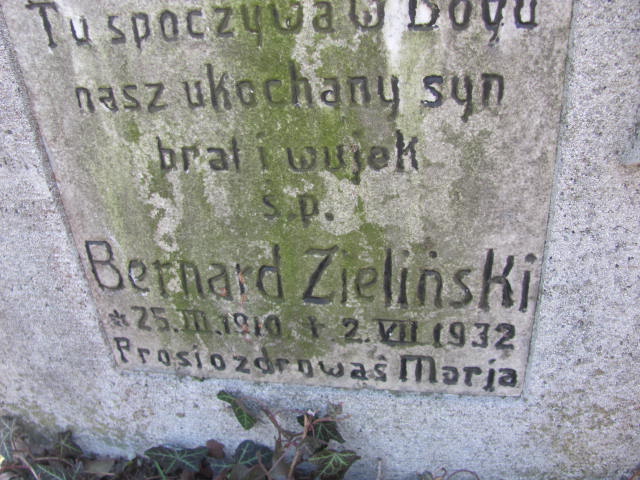 Tu spoczywa w Bogu
nasz ukochany syn
brat i wujek
s.p.
Bernard Zieliński
* 25.III.1910 † 2.VII 1932
Prosi o zdrowaś Marja